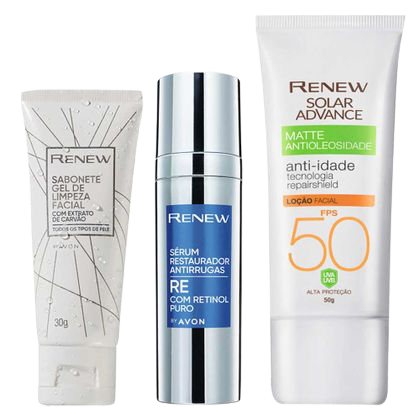 RENEW
SABONETE
GEL DE
LIMPEZA
FACIAL
COM EXTRATO
DE CARVÃO
TODOS OS TIPOS DE PELE
BY AVON
30g
RENEW
SÉRUM
RESTAURADOR
ANTIRRUGAS
RE
COM RETINOL
PURO
BY AVON
RENEW
SOLAR
ADVANCE
MATTE
ANTIOLEOSIDADE
anti-idade
tecnologia
repairshield
LOÇÃO FACIAL
FPS
50
UVA
UVB
ALTA PROTEÇÃO
50g